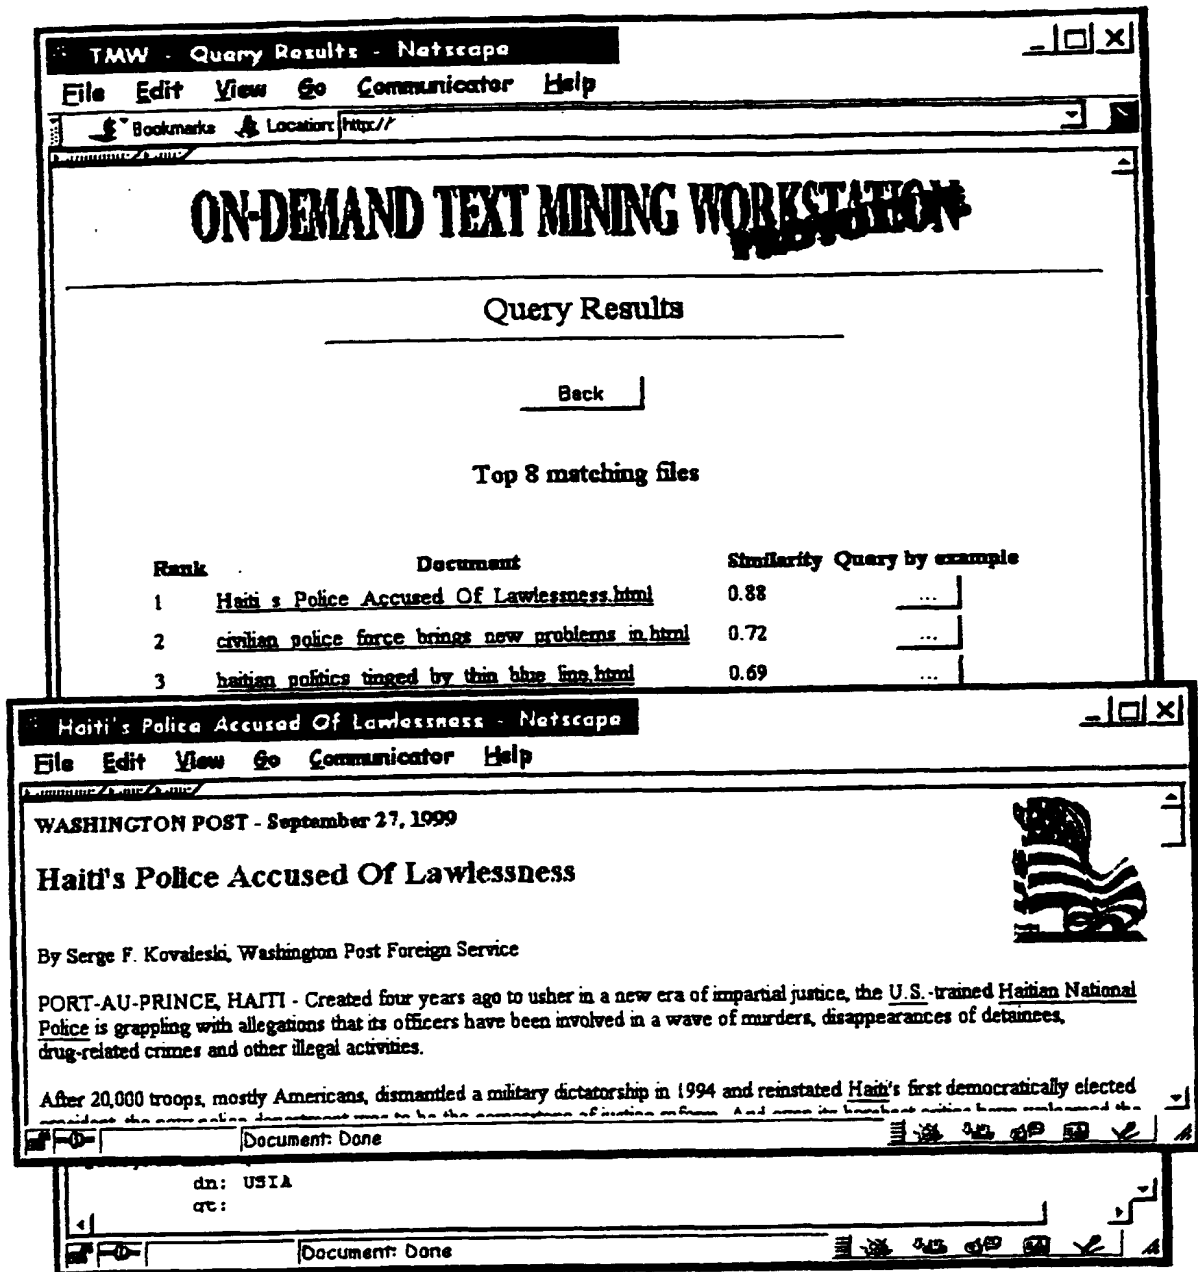 TMW - Query Results - Netscape
File Edit View Go Communicator Help
Bookmarks Location: http://
ON-DEMAND TEXT MINING WORKSTATION
Query Results
Back
Top 8 matching files
Rank Document Similarity Query by example
1 Haiti s Police Accused Of Lawlessness.html 0.88 ...
2 civilian police force brings new problems in.html 0.72 ...
3 haitian politics tinged by thin blue line.html 0.69 ...
Haiti's Police Accused Of Lawlessness - Netscape
File Edit View Go Communicator Help
WASHINGTON POST - September 27, 1999
Haiti's Police Accused Of Lawlessness
By Serge F. Kovaleski, Washington Post Foreign Service
PORT-AU-PRINCE, HAITI - Created four years ago to usher in a new era of impartial justice, the U.S.-trained Haitian National
Police is grappling with allegations that its officers have been involved in a wave of murders, disappearances of detainees,
drug-related crimes and other illegal activities.
After 20,000 troops, mostly Americans, dismantled a military dictatorship in 1994 and reinstated Haiti's first democratically elected
Document: Done
dn: USIA
qt:
Document: Done